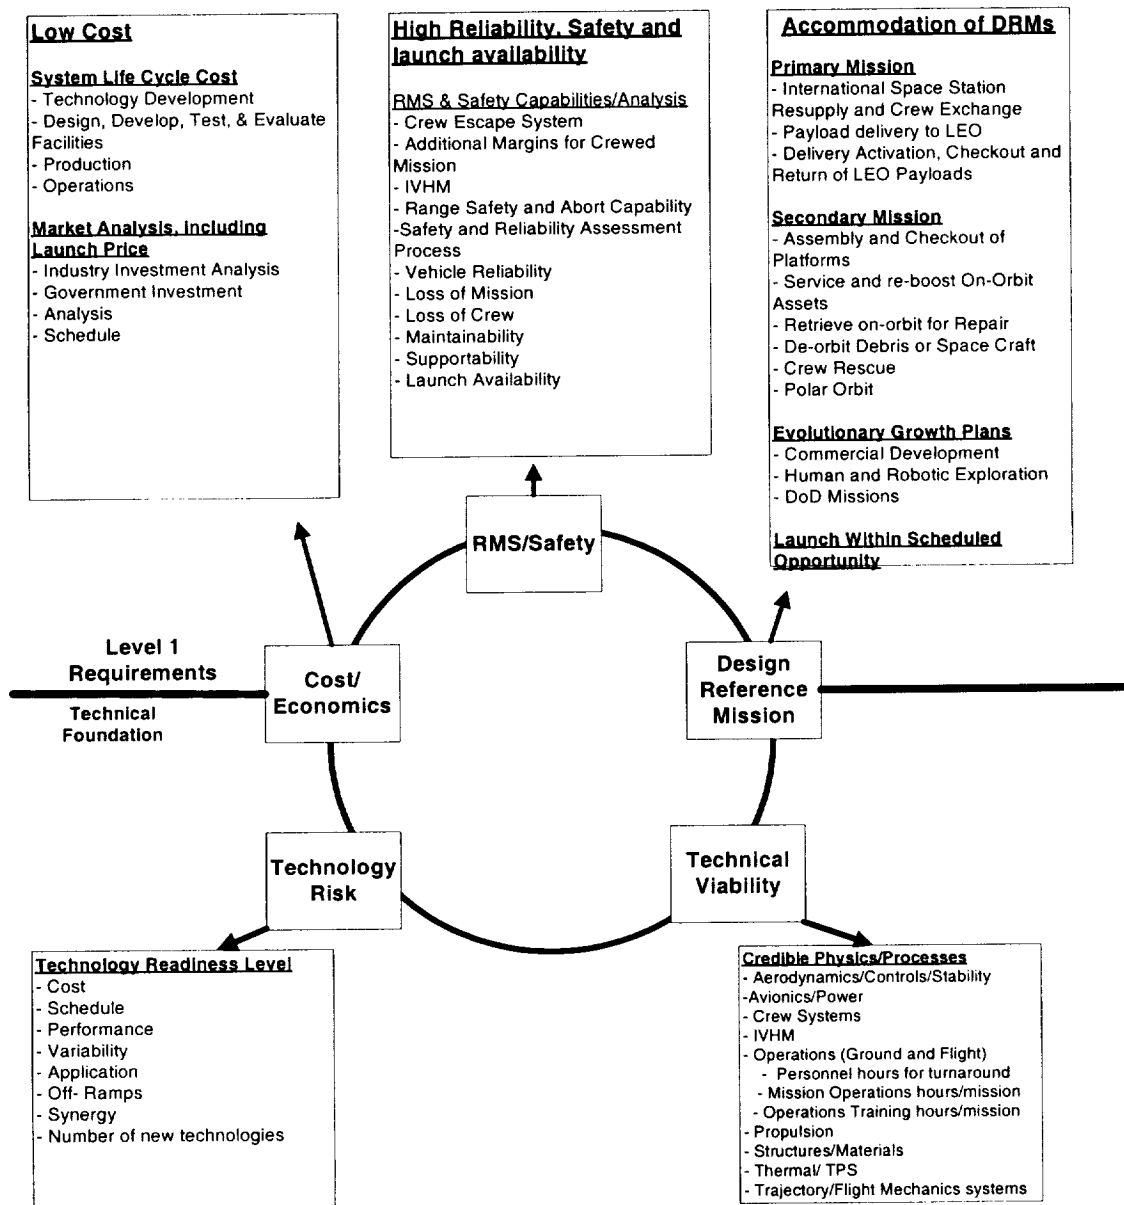 Low Cost
System Life Cycle Cost
- Technology Development
- Design, Develop, Test, & Evaluate
Facilities
- Production
- Operations
Market Analysis, Including
Launch Price
- Industry Investment Analysis
- Government Investment
- Analysis
- Schedule
High Reliability, Safety and
launch availability
RMS & Safety Capabilities/Analysis
- Crew Escape System
- Additional Margins for Crewed
Mission
- IVHM
- Range Safety and Abort Capability
-Safety and Reliability Assessment
Process
- Vehicle Reliability
- Loss of Mission
- Loss of Crew
- Maintainability
- Supportability
- Launch Availability
Accommodation of DRMs
Primary Mission
- International Space Station
Resupply and Crew Exchange
- Payload delivery to LEO
- Delivery Activation, Checkout and
Return of LEO Payloads
Secondary Mission
- Assembly and Checkout of
Platforms
- Service and re-boost On-Orbit
Assets
- Retrieve on-orbit for Repair
- De-orbit Debris or Space Craft
- Crew Rescue
- Polar Orbit
Evolutionary Growth Plans
- Commercial Development
- Human and Robotic Exploration
- DoD Missions
Launch Within Scheduled
Opportunity
RMS/Safety
Level 1
Requirements
Technical
Foundation
Cost/
Economics
Design
Reference
Mission
Technology
Risk
Technical
Viability
Technology Readiness Level
- Cost
- Schedule
- Performance
- Variability
- Application
- Off- Ramps
- Synergy
- Number of new technologies
Credible Physics/Processes
- Aerodynamics/Controls/Stability
-Avionics/Power
- Crew Systems
- IVHM
- Operations (Ground and Flight)
- Personnel hours for turnaround
- Mission Operations hours/mission
- Operations Training hours/mission
- Propulsion
- Structures/Materials
- Thermal/ TPS
- Trajectory/Flight Mechanics systems